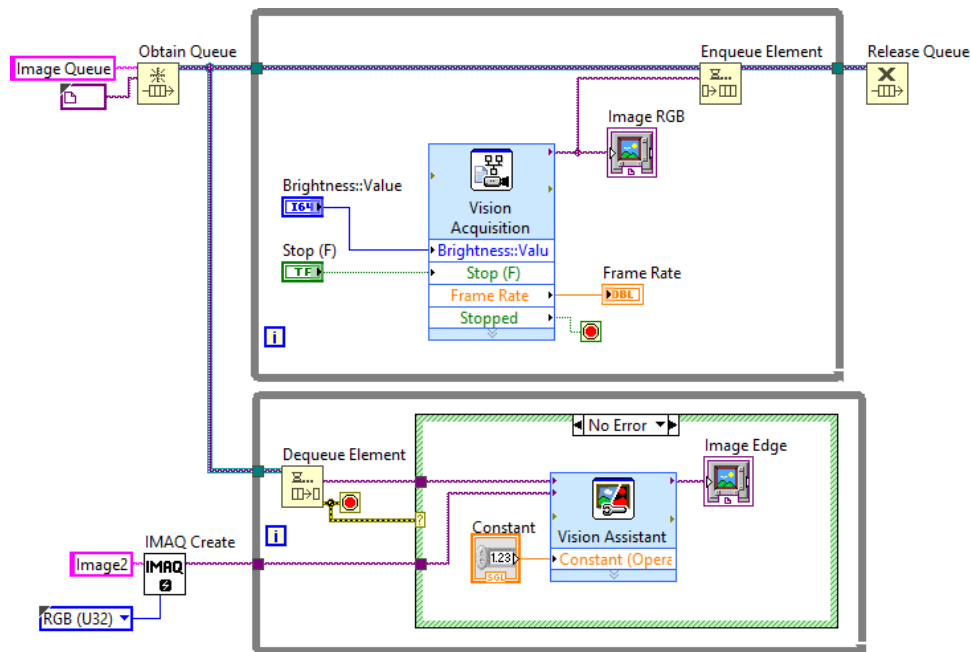 Obtain Queue
Enqueue Element
Release Queue
Image Queue
Image RGB
Brightness::Value
I64
Vision
Acquisition
Brightness::Valu
Stop (F)
TF
Stop (F)
Frame Rate
Frame Rate
DBL
Stopped
i
No Error
Dequeue Element
Image Edge
?
i
Constant
1.23
SGL
Vision Assistant
Constant (Opera
IMAQ Create
Image2
IMAQ
RGB (U32)